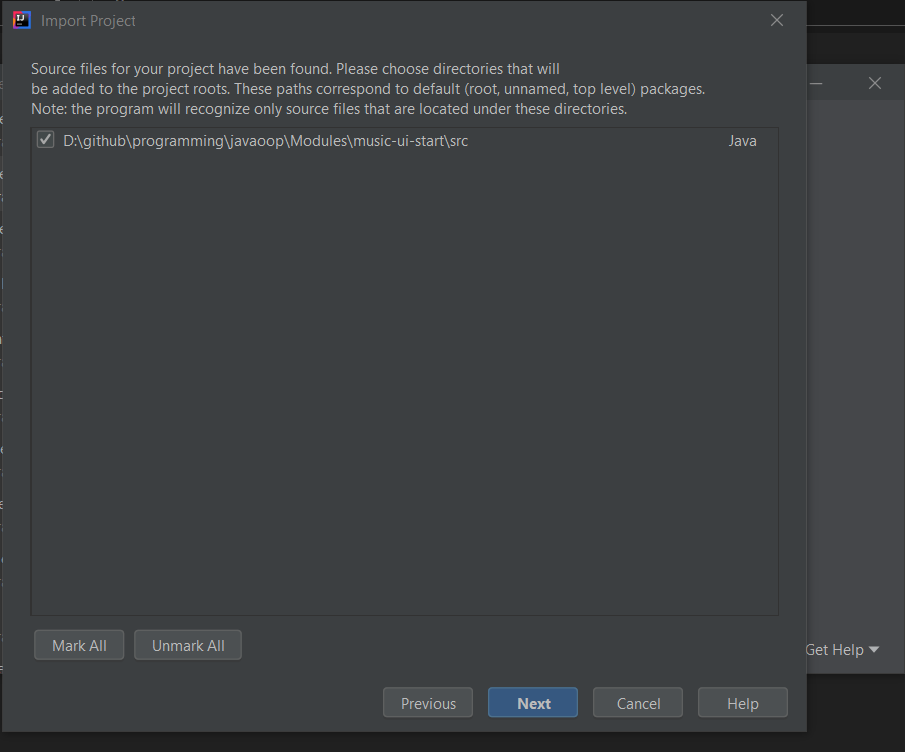 IJ
Import Project
Source files for your project have been found. Please choose directories that will
be added to the project roots. These paths correspond to default (root, unnamed, top level) packages.
Note: the program will recognize only source files that are located under these directories.
D:\github\programming\javaoop\Modules\music-ui-start\src Java
Mark All Unmark All
Get Help
Previous Next Cancel Help